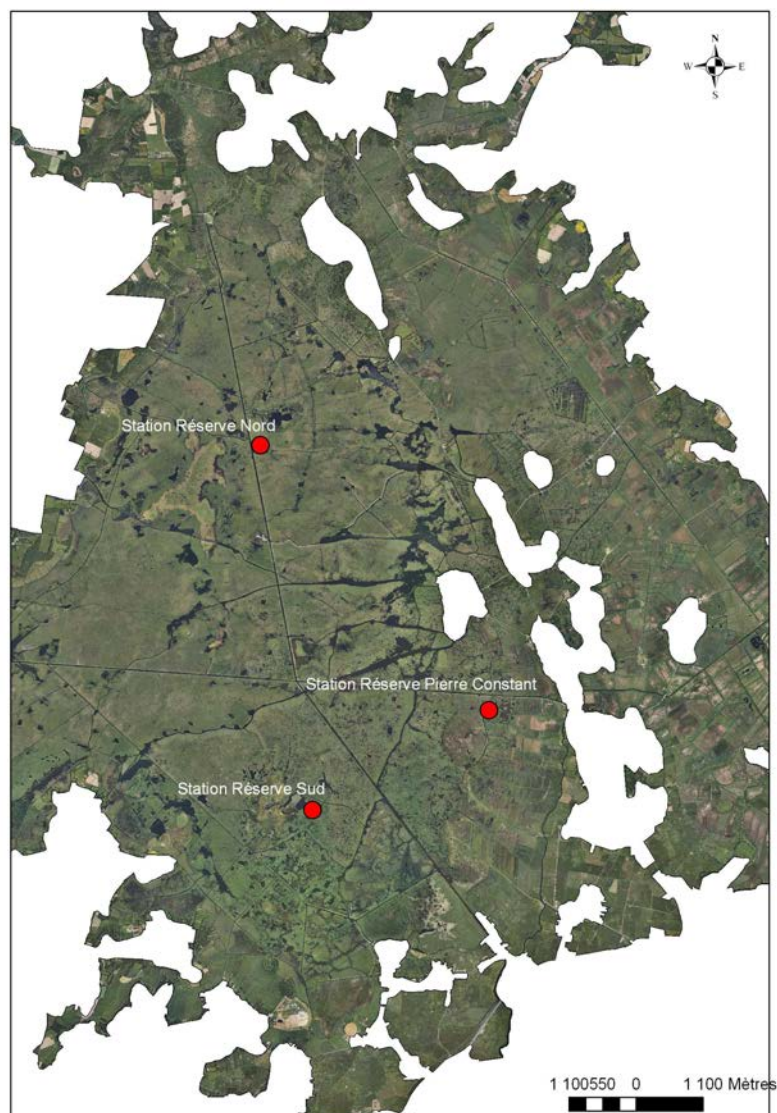 N
W E
S
Station Réserve Nord
Station Réserve Pierre Constant
Station Réserve Sud
1 100550 0 1 100 Mètres